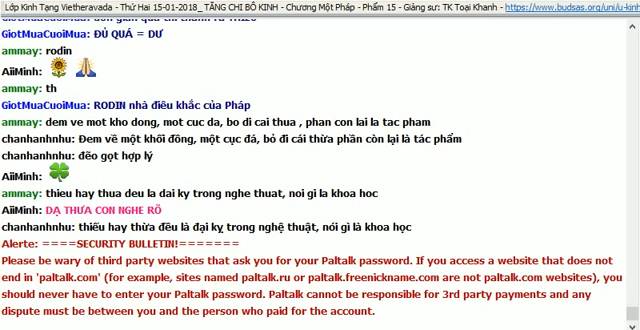 Lớp Kinh Tạng Vietheravada - Thứ Hai 15-01-2018_ TĂNG CHI BỘ KINH - Chương Một Pháp - Phẩm 15 - Giảng sư: TK Toại Khanh - https://www.budsas.org/uni/u-kinh
GiotMuaCuoiMua: ĐỦ QUÁ = DƯ
ammay: rodin
AiiMinh:
ammay: th
GiotMuaCuoiMua: RODIN nhà điêu khắc của Pháp
ammay: dem ve mot kho dong, mot cuc da, bo di cai thua , phan con lai la tac pham
chanhanhnhu: Đem về một khối đồng, một cục đá, bỏ đi cái thừa phần còn lại là tác phẩm
chanhanhnhu: đẽo gọt hợp lý
AiiMinh:
ammay: thieu hay thua deu la dai ky trong nghe thuat, noi gi la khoa hoc
AiiMinh: DẠ THƯA CON NGHE RÕ
chanhanhnhu: thiếu hay thừa đều là đại kỵ trong nghệ thuật, nói gì là khoa học
Alerte: ====SECURITY BULLETIN!=======
Please be wary of third party websites that ask you for your Paltalk password. If you access a website that does not
end in 'paltalk.com' (for example, sites named paltalk.ru or paltalk.freenickname.com are not paltalk.com websites), you
should never have to enter your Paltalk password. Paltalk cannot be responsible for 3rd party payments and any
dispute must be between you and the person who paid for the account.